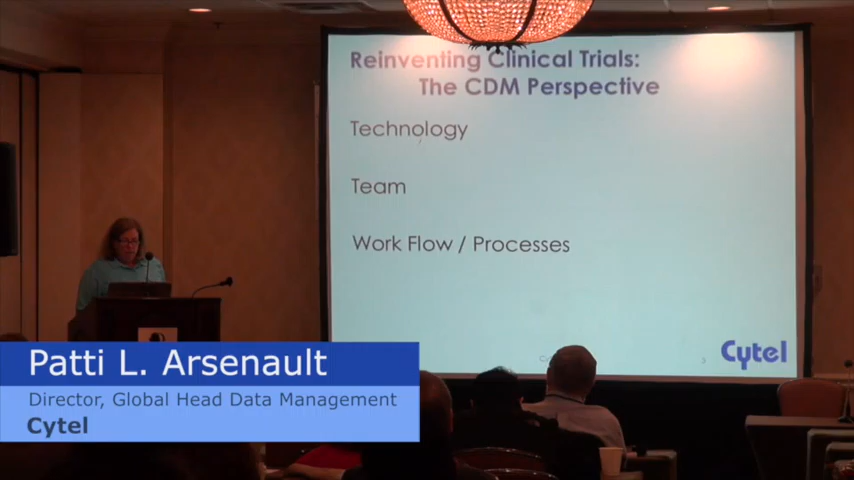 Reinventing Clinical Trials:
The CDM Perspective
Technology
Team
Work Flow / Processes
Cytel
Patti L. Arsenault
Director, Global Head Data Management
Cytel